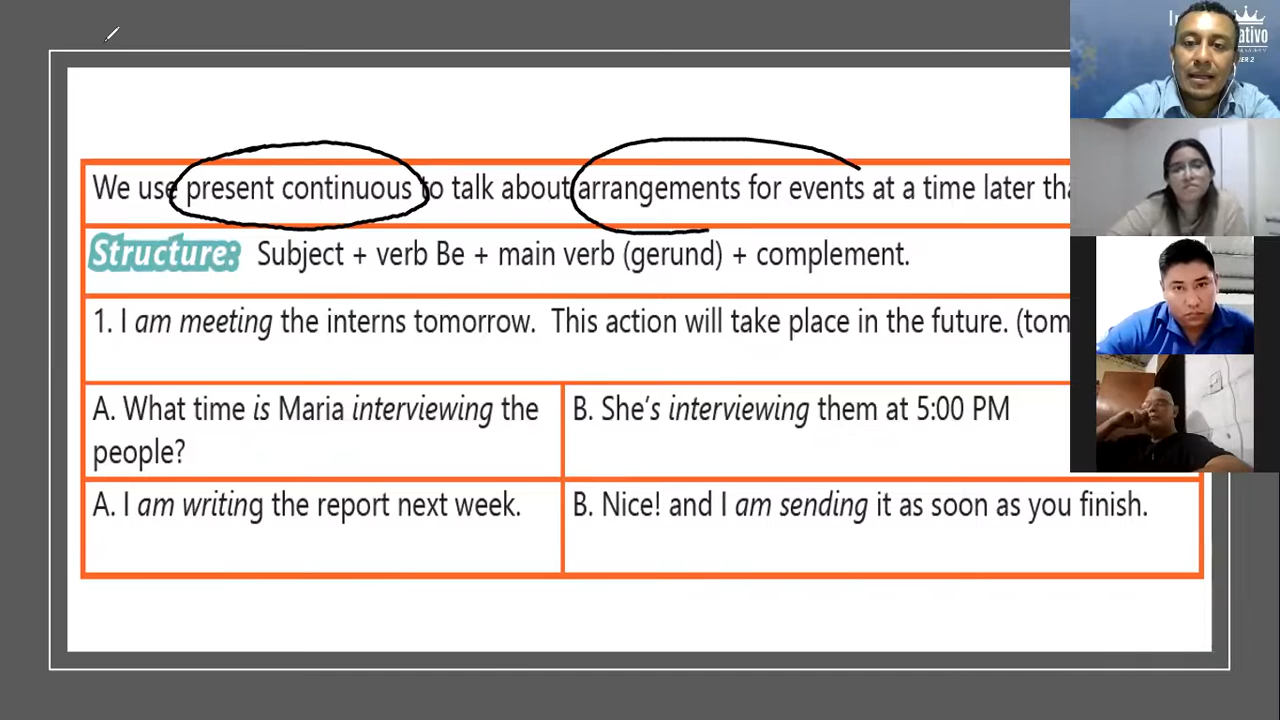 We use present continuous to talk about arrangements for events at a time later
Structure: Subject + verb Be + main verb (gerund) + complement.
1. I am meeting the interns tomorrow. This action will take place in the future.
A. What time is Maria interviewing the
people?
B. She's interviewing them at 5:00 PM
A. I am writing the report next week.
B. Nice! and I am sending it as soon as you finish.